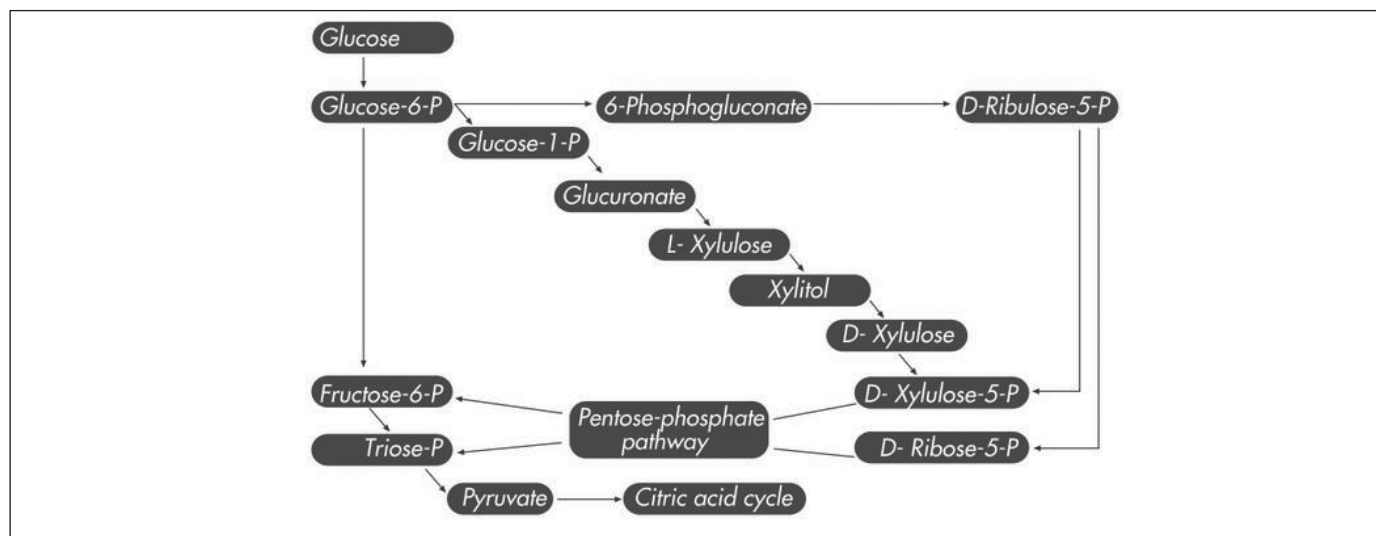 Glucose
Glucose-6-P
6-Phosphogluconate
D-Ribulose-5-P
Glucose-1-P
Glucuronate
L- Xylulose
Xylitol
D- Xylulose
Fructose-6-P
D- Xylulose-5-P
Pentose-phosphate
pathway
Triose-P
D- Ribose-5-P
Pyruvate
Citric acid cycle